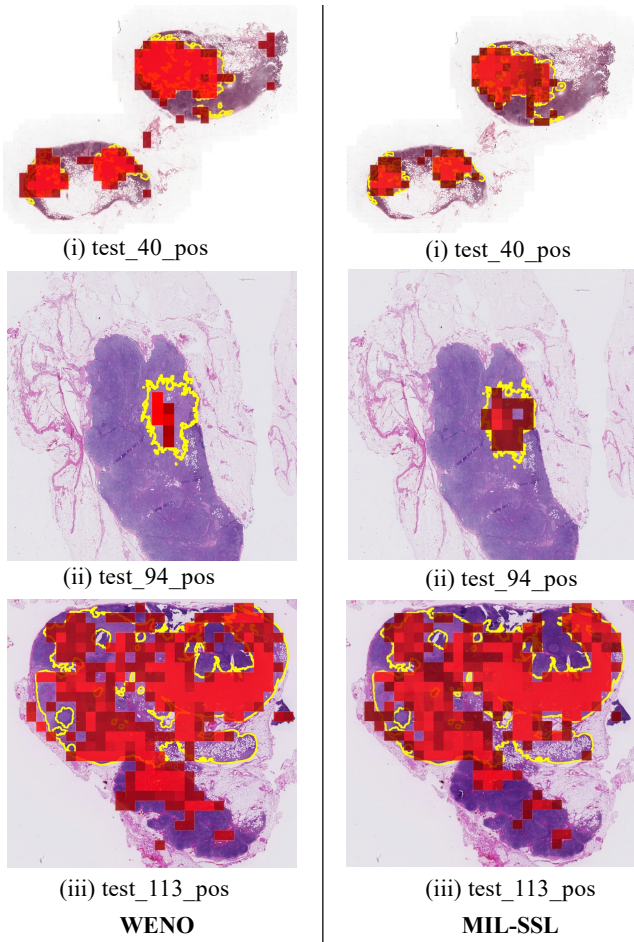 (i) test_40_pos
(i) test_40_pos
(ii) test_94_pos
(ii) test_94_pos
(iii) test_113_pos
(iii) test_113_pos
WENO
MIL-SSL